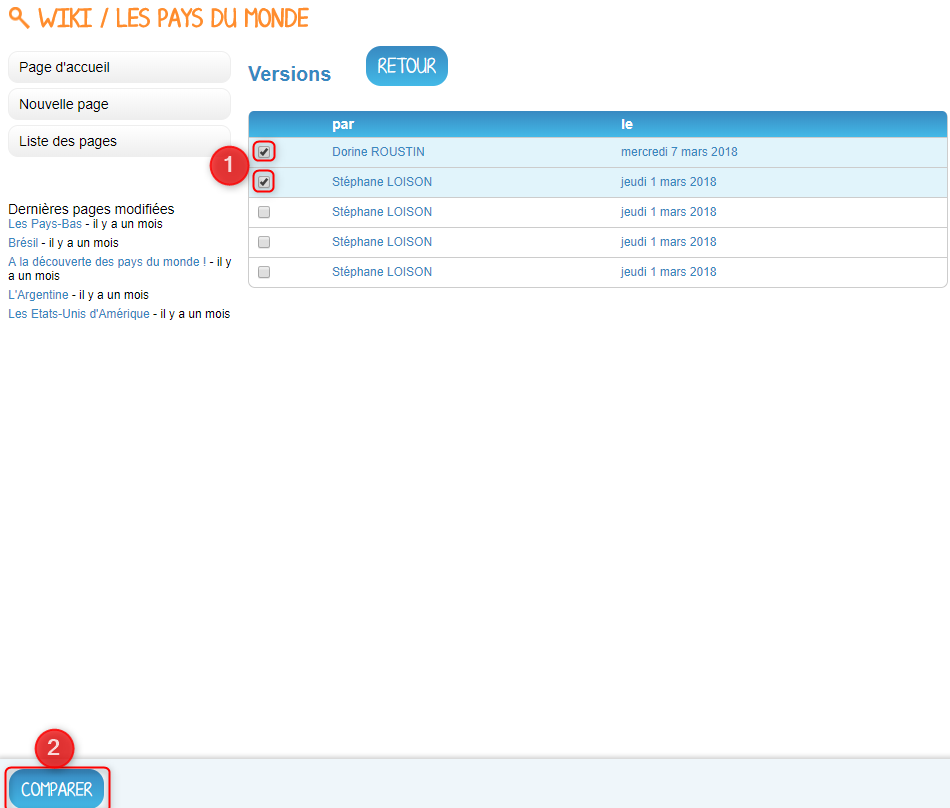 WIKI / LES PAYS DU MONDE
Page d'accueil
Nouvelle page
Liste des pages
Dernières pages modifiées
Les Pays-Bas - il y a un mois
Brésil - il y a un mois
A la découverte des pays du monde ! - il y
a un mois
L'Argentine - il y a un mois
Les Etats-Unis d'Amérique - il y a un mois
Versions
RETOUR
par le
1
Dorine ROUSTIN mercredi 7 mars 2018
Stéphane LOISON jeudi 1 mars 2018
Stéphane LOISON jeudi 1 mars 2018
Stéphane LOISON jeudi 1 mars 2018
Stéphane LOISON jeudi 1 mars 2018
2
COMPARER